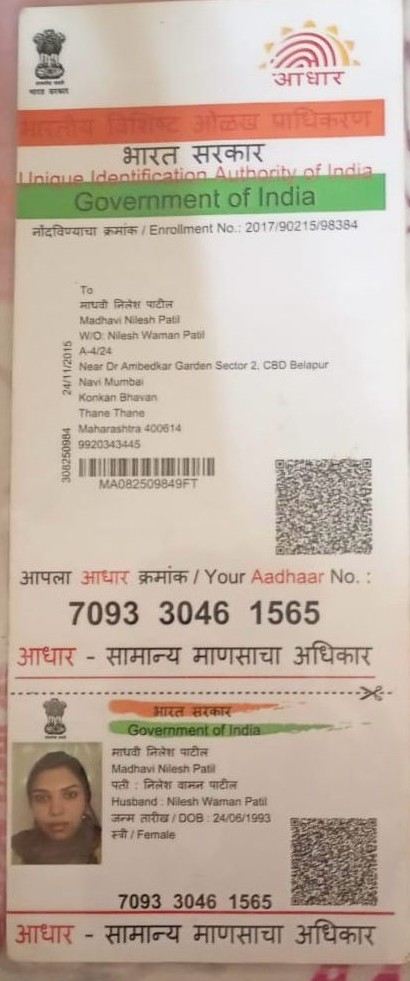 भारत सरकार
आधार
भारतीय विशिष्ट ओळख प्राधिकरण
भारत सरकार
Unique Identification Authority of India
Government of India
नोंदविण्याचा क्रमांक / Enrollment No.: 2017/90215/98384
To
माधवी निलेश पाटील
Madhavi Nilesh Patil
W/O: Nilesh Waman Patil
A-4/24
Near Dr Ambedkar Garden Sector 2, CBD Belapur
Navi Mumbai
Konkan Bhavan
Thane Thane
Maharashtra 400614
9920343445
308250984 24/11/2015
MA082509849FT
आपला आधार क्रमांक / Your Aadhaar No. :
7093 3046 1565
आधार - सामान्य माणसाचा अधिकार
भारत सरकार
Government of India
माधवी निलेश पाटील
Madhavi Nilesh Patil
पती : निलेश वामन पाटील
Husband : Nilesh Waman Patil
जन्म तारीख / DOB : 24/06/1993
स्त्री / Female
7093 3046 1565
आधार - सामान्य माणसाचा अधिकार